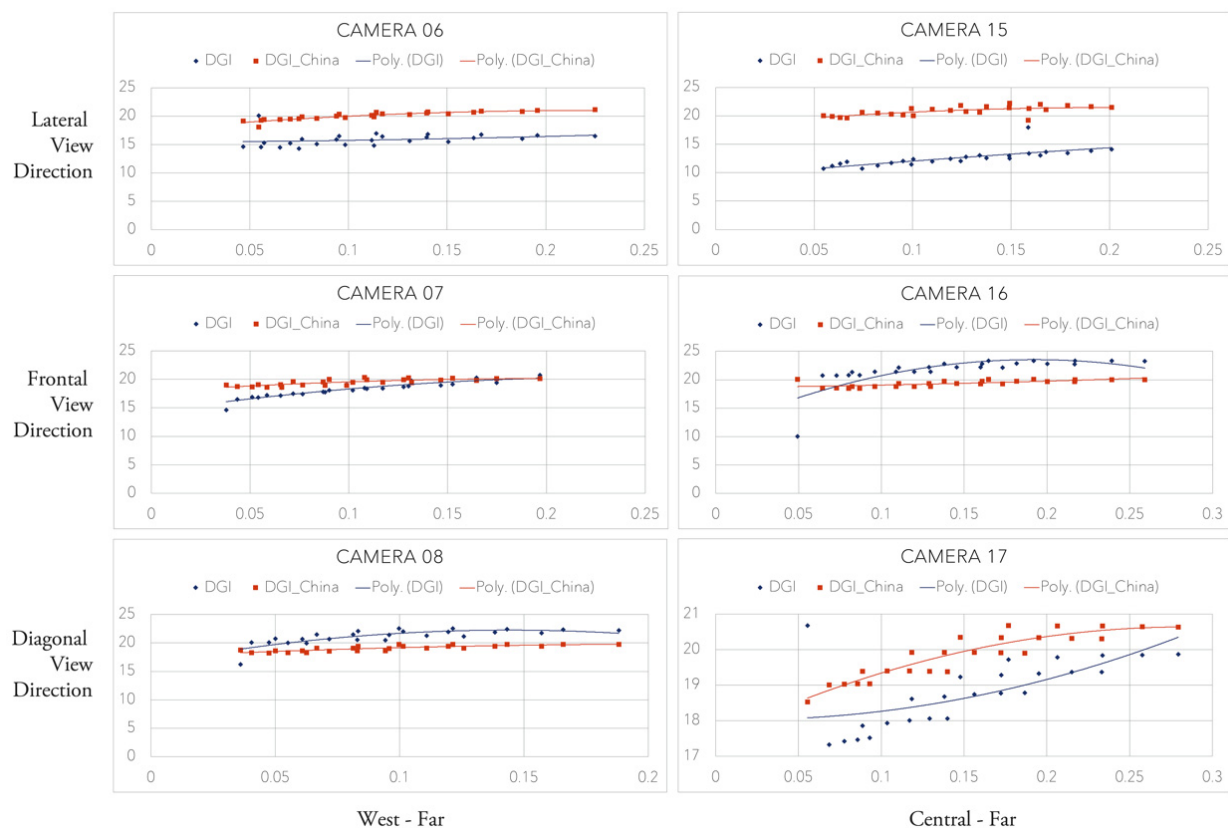 CAMERA 06
DGI DGI_China Poly. (DGI) Poly. (DGI_China)
25
20
15
10
5
0
0 0.05 0.1 0.15 0.2 0.25
CAMERA 15
DGI DGI_China Poly. (DGI) Poly. (DGI_China)
25
20
15
10
5
0
0 0.05 0.1 0.15 0.2 0.25
Lateral
View
Direction
CAMERA 07
DGI DGI_China Poly. (DGI) Poly. (DGI_China)
25
20
15
10
5
0
0 0.05 0.1 0.15 0.2 0.25
CAMERA 16
DGI DGI_China Poly. (DGI) Poly. (DGI_China)
25
20
15
10
5
0
0 0.05 0.1 0.15 0.2 0.25 0.3
Frontal
View
Direction
CAMERA 08
DGI DGI_China Poly. (DGI) Poly. (DGI_China)
25
20
15
10
5
0
0 0.05 0.1 0.15 0.2
CAMERA 17
DGI DGI_China Poly. (DGI) Poly. (DGI_China)
21
20
19
18
17
0 0.05 0.1 0.15 0.2 0.25 0.3
Diagonal
View
Direction
West - Far
Central - Far